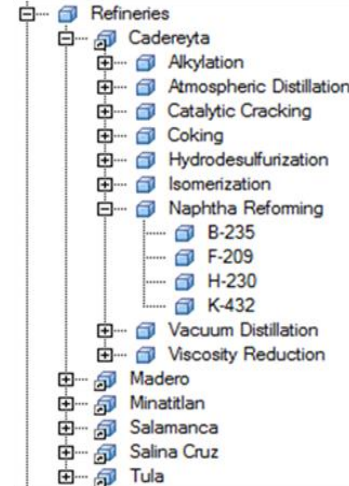 Refineries
Cadereyta
Alkylation
Atmospheric Distillation
Catalytic Cracking
Coking
Hydrodesulfurization
Isomerization
Naphtha Reforming
B-235
F-209
H-230
K-432
Vacuum Distillation
Viscosity Reduction
Madero
Minatitlan
Salamanca
Salina Cruz
Tula